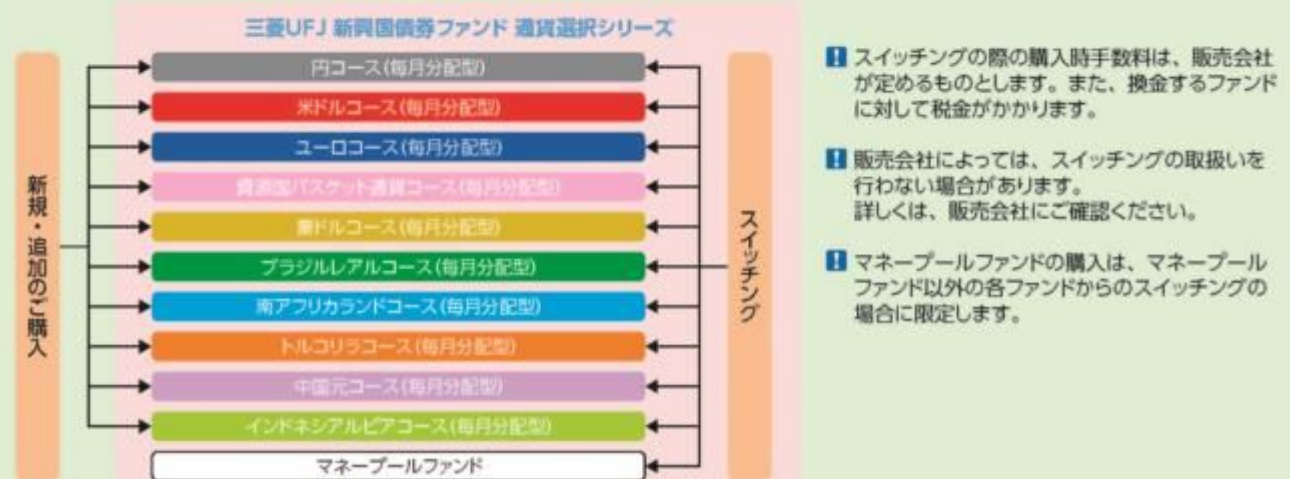 三菱UFJ 新興国債券ファンド 通貨選択シリーズ
新規・追加のご購入
円コース(毎月分配型)
米ドルコース(毎月分配型)
ユーロコース(毎月分配型)
資源国バスケット通貨コース(毎月分配型)
豪ドルコース(毎月分配型)
ブラジルレアルコース(毎月分配型)
南アフリカランドコース(毎月分配型)
トルコリラコース(毎月分配型)
中国元コース(毎月分配型)
インドネシアルピアコース(毎月分配型)
マネープールファンド
スイッチング
! スイッチングの際の購入時手数料は、販売会社
が定めるものとします。また、換金するファンド
に対して税金がかかります。
! 販売会社によっては、スイッチングの取扱いを
行わない場合があります。
詳しくは、販売会社にご確認ください。
! マネープールファンドの購入は、マネープール
ファンド以外の各ファンドからのスイッチングの
場合に限定します。